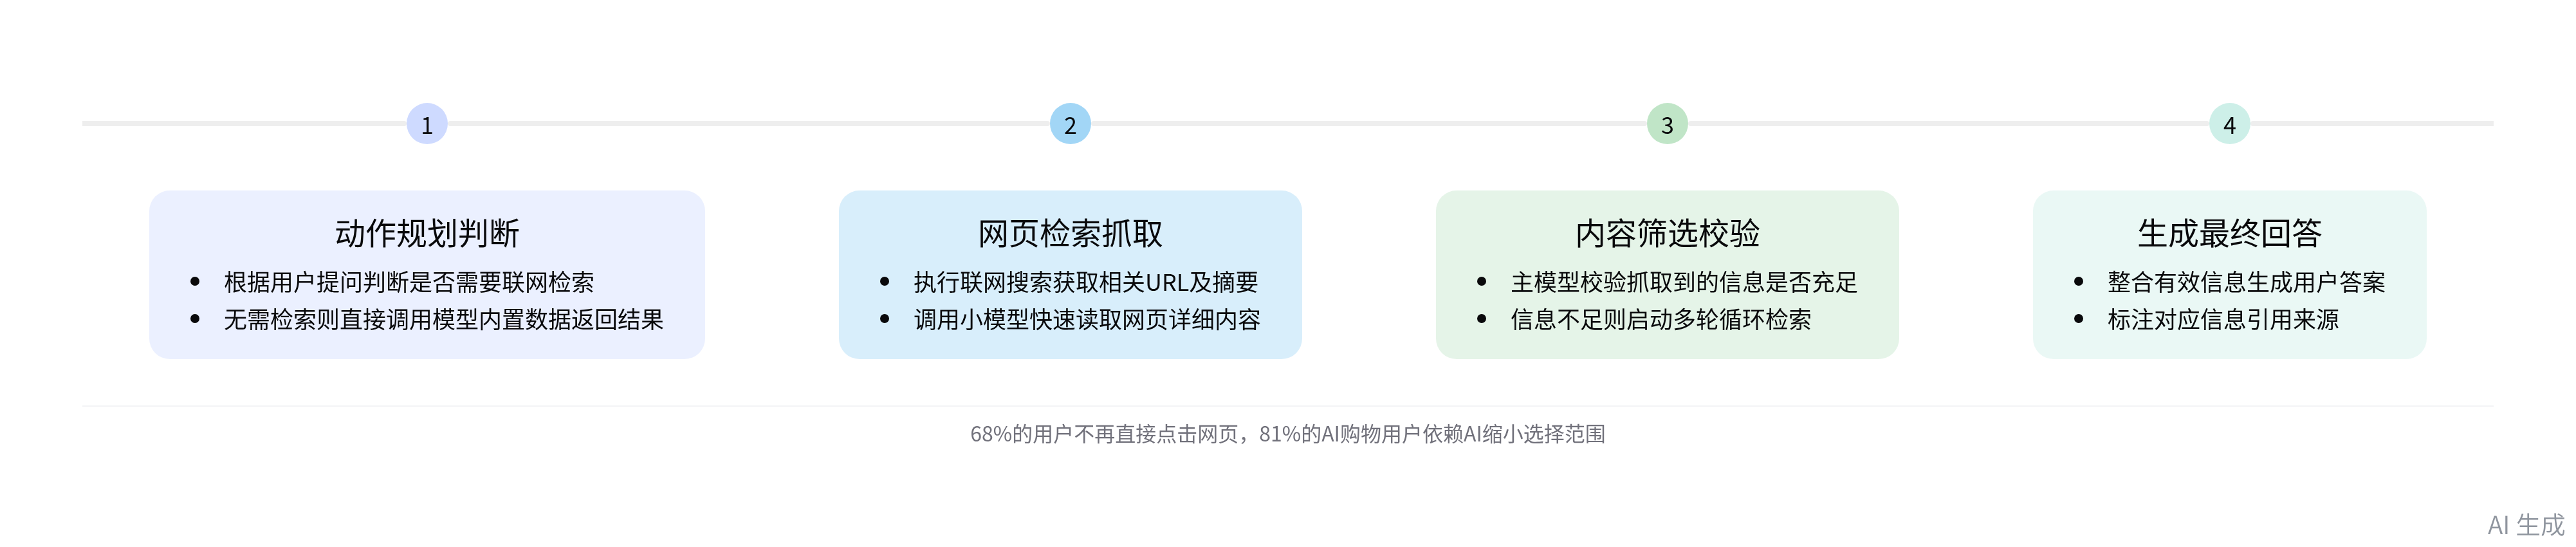 1
2
3
4
动作规划判断
• 根据用户提问判断是否需要联网检索
• 无需检索则直接调用模型内置数据返回结果
网页检索抓取
• 执行联网搜索获取相关URL及摘要
• 调用小模型快速读取网页详细内容
内容筛选校验
• 主模型校验抓取到的信息是否充足
• 信息不足则启动多轮循环检索
生成最终回答
• 整合有效信息生成用户答案
• 标注对应信息引用来源
68%的用户不再直接点击网页，81%的AI购物用户依赖AI缩小选择范围
AI 生成